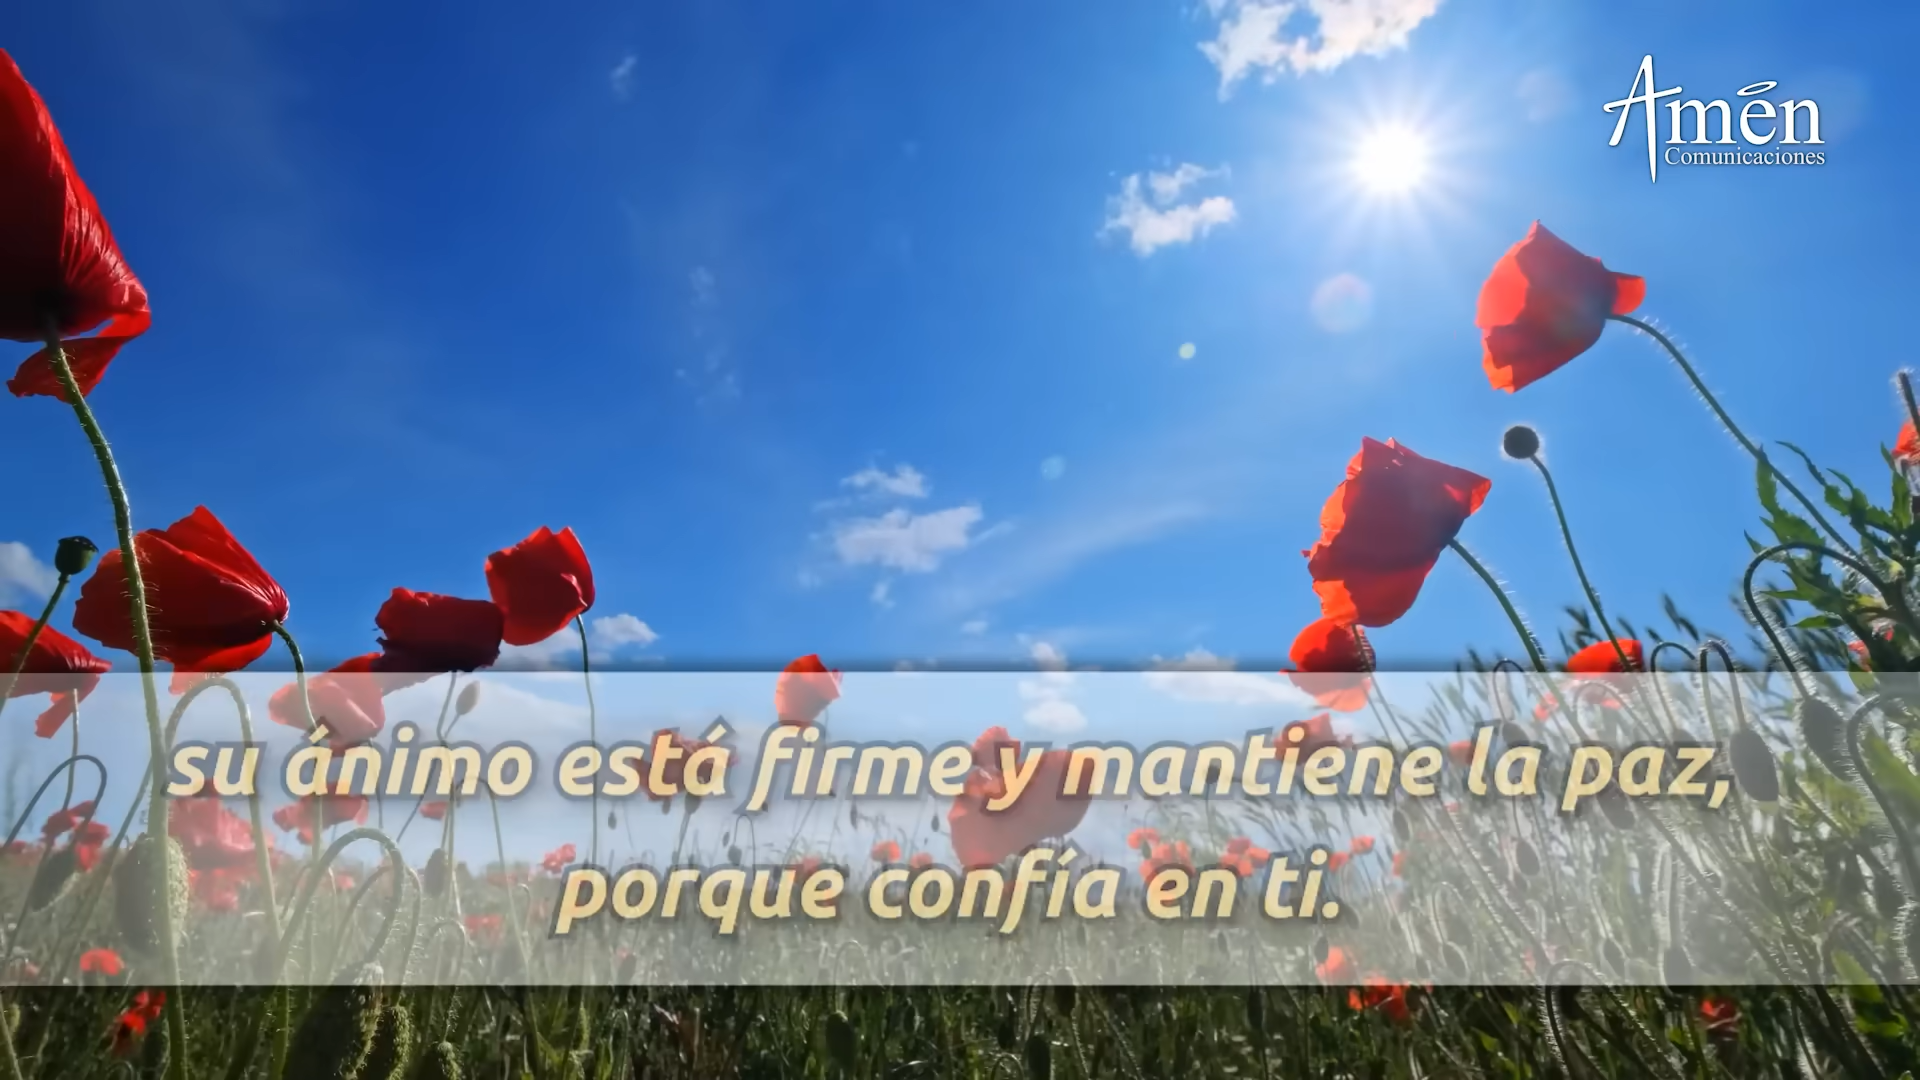 Amén
Comunicaciones
su ánimo está firme y mantiene la paz,
porque confía en ti.